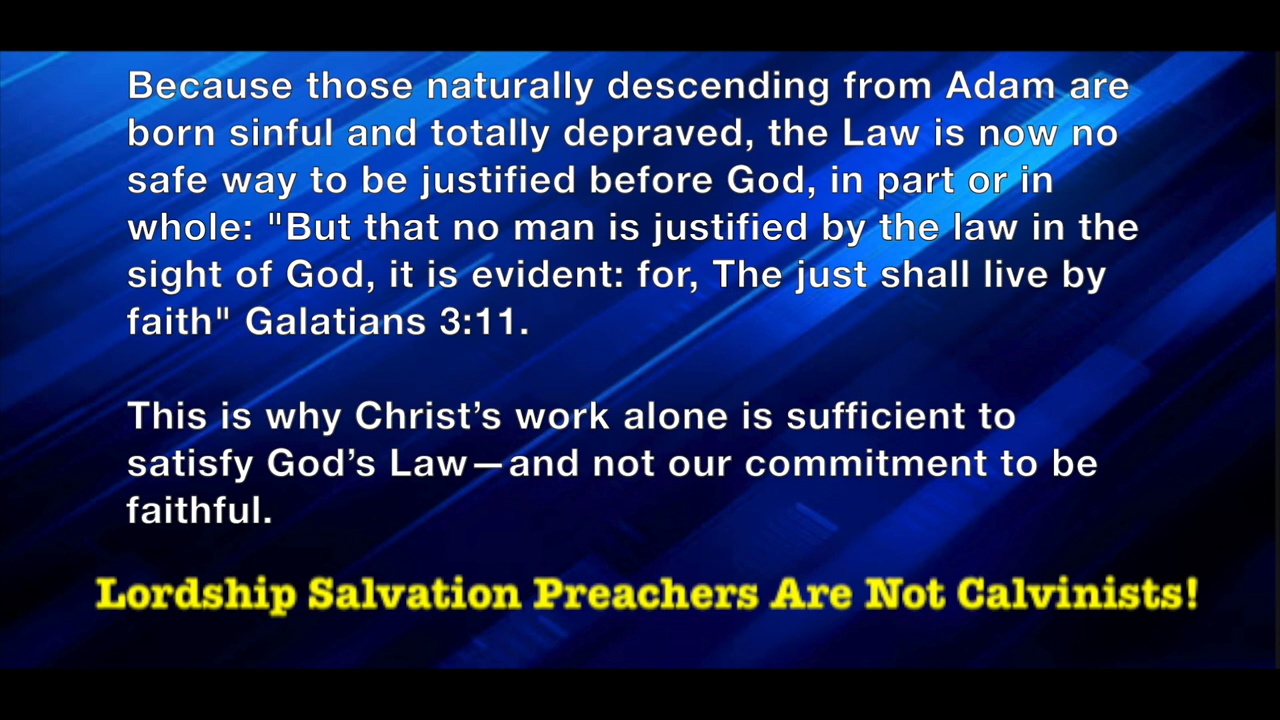 Because those naturally descending from Adam are
born sinful and totally depraved, the Law is now no
safe way to be justified before God, in part or in
whole: "But that no man is justified by the law in the
sight of God, it is evident: for, The just shall live by
faith" Galatians 3:11.
This is why Christ’s work alone is sufficient to
satisfy God’s Law—and not our commitment to be
faithful.
Lordship Salvation Preachers Are Not Calvinists!